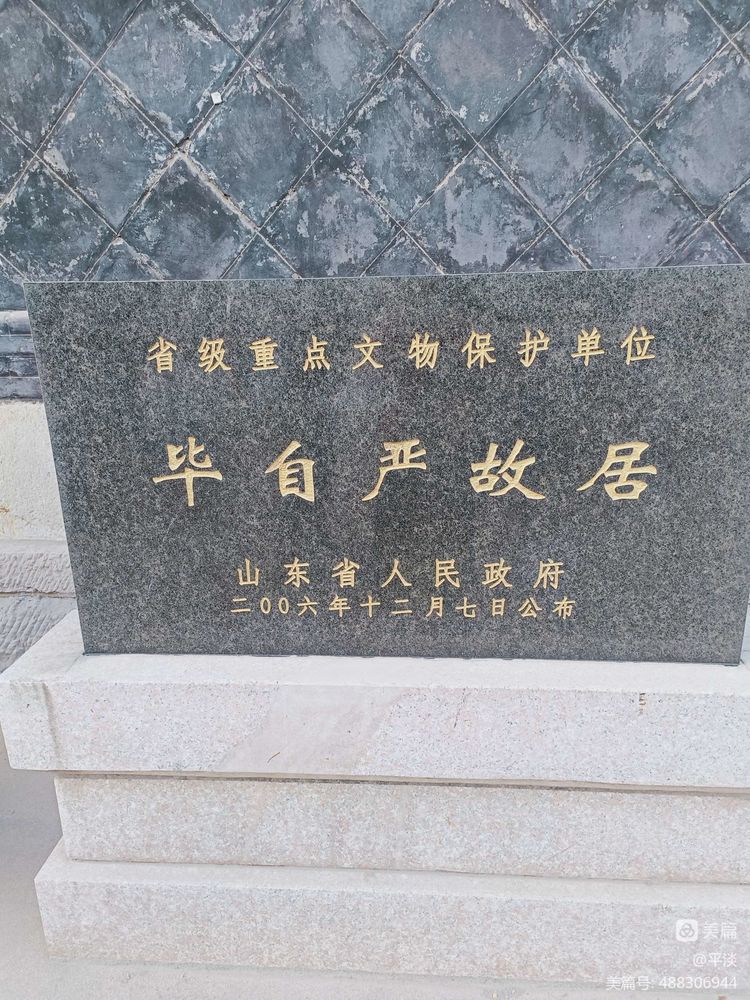 省级重点文物保护单位
毕自严故居
山东省人民政府
二00六年十二月七日公布
美篇
@平淡
美篇号: 488306944